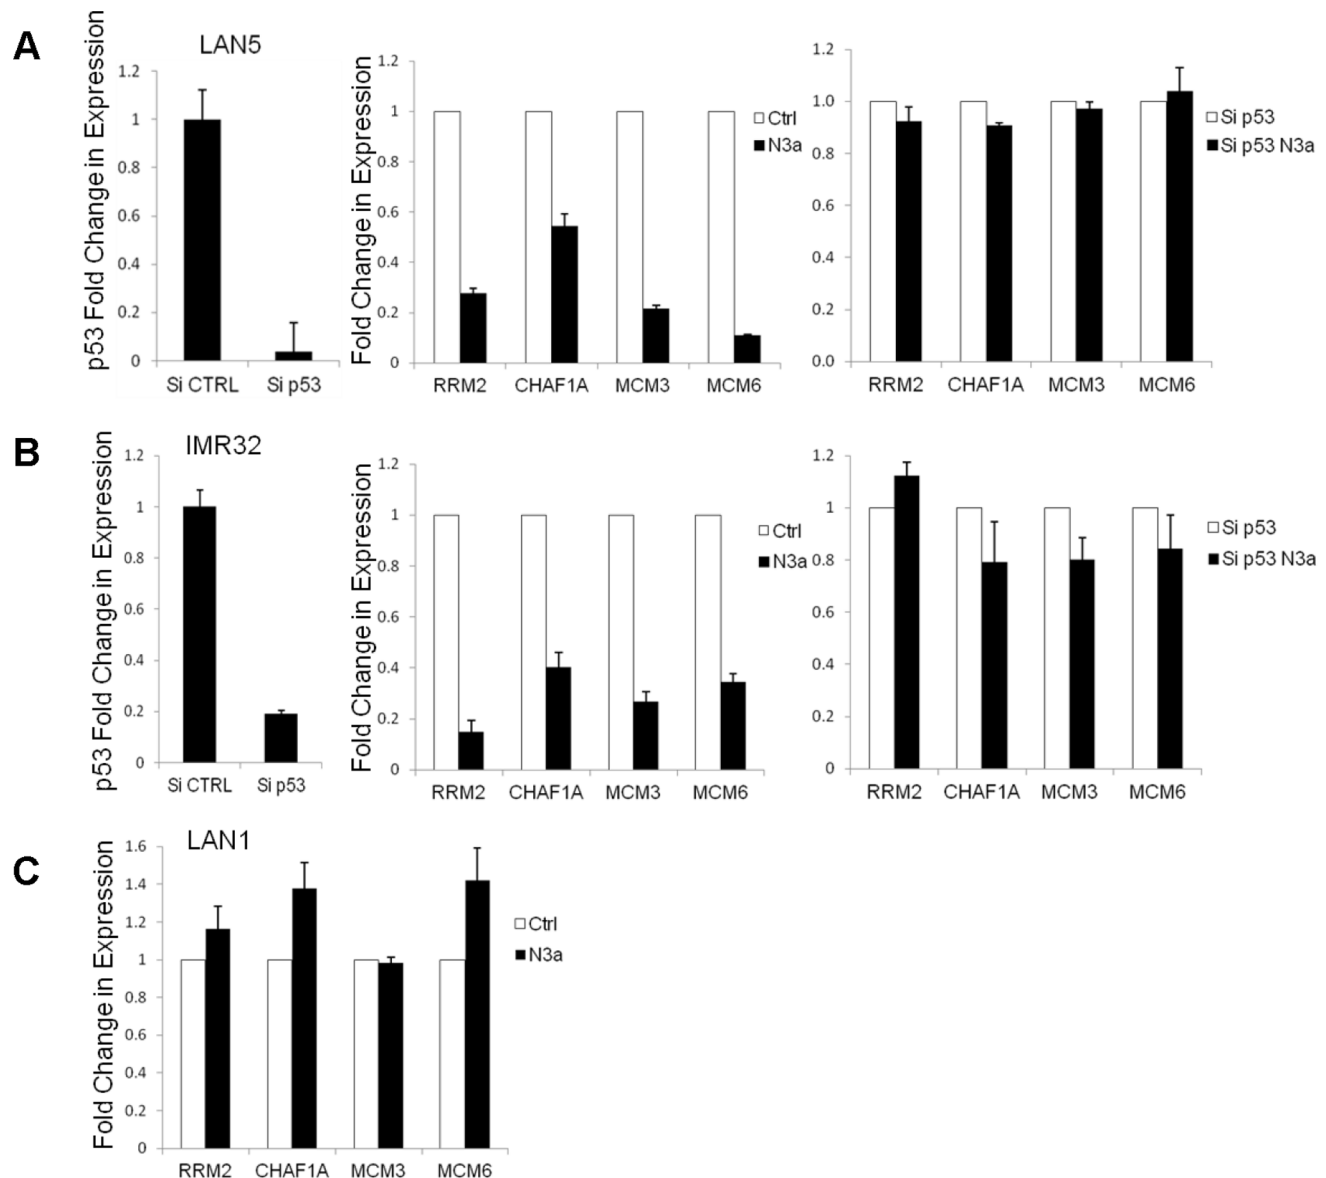 A
LAN5
p53 Fold Change in Expression
1.2
1
0.8
0.6
0.4
0.2
0
Si CTRL Si p53
Fold Change in Expression
1.2
1
0.8
0.6
0.4
0.2
0
RRM2 CHAF1A MCM3 MCM6
Ctrl
N3a
1.2
1.0
0.8
0.6
0.4
0.2
0.0
RRM2 CHAF1A MCM3 MCM6
Si p53
Si p53 N3a
B
IMR32
p53 Fold Change in Expression
1.2
1
0.8
0.6
0.4
0.2
0
Si CTRL Si p53
Fold Change in Expression
1.2
1
0.8
0.6
0.4
0.2
0
RRM2 CHAF1A MCM3 MCM6
Ctrl
N3a
1.2
1
0.8
0.6
0.4
0.2
0
RRM2 CHAF1A MCM3 MCM6
Si p53
Si p53 N3a
C
LAN1
Fold Change in Expression
1.6
1.4
1.2
1
0.8
0.6
0.4
0.2
0
RRM2 CHAF1A MCM3 MCM6
Ctrl
N3a